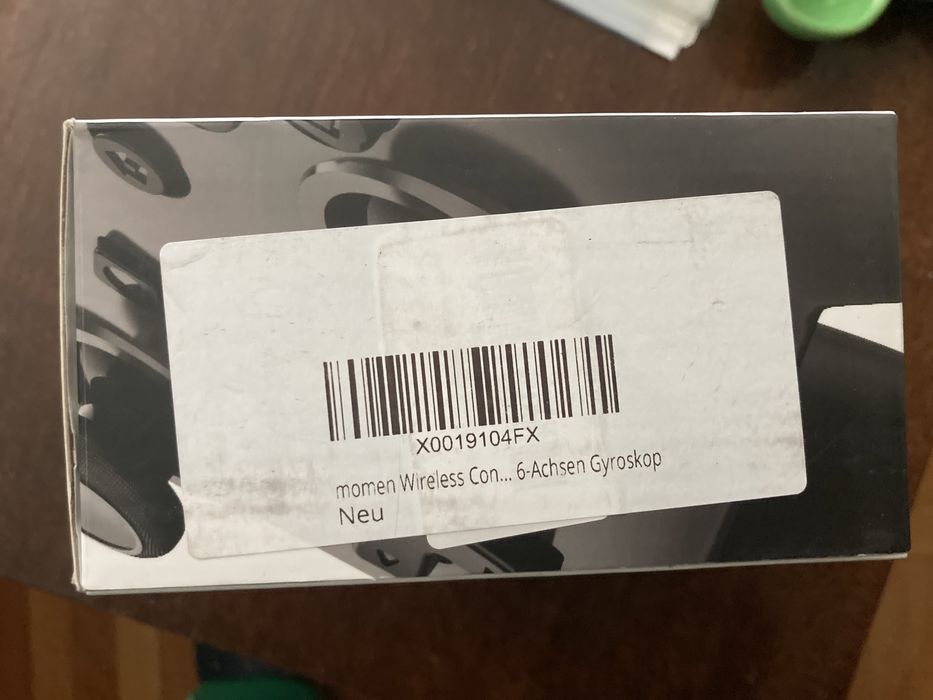 X0019104FX
momen Wireless Con... 6-Achsen Gyroskop
Neu